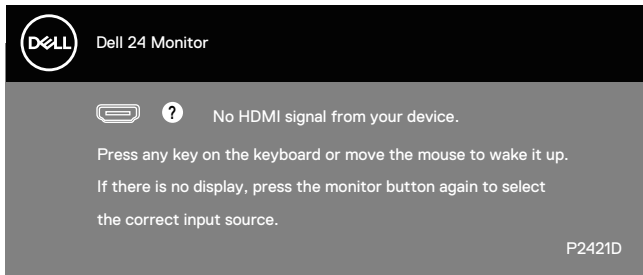 DELL
Dell 24 Monitor
? No HDMI signal from your device.
Press any key on the keyboard or move the mouse to wake it up.
If there is no display, press the monitor button again to select
the correct input source.
P2421D